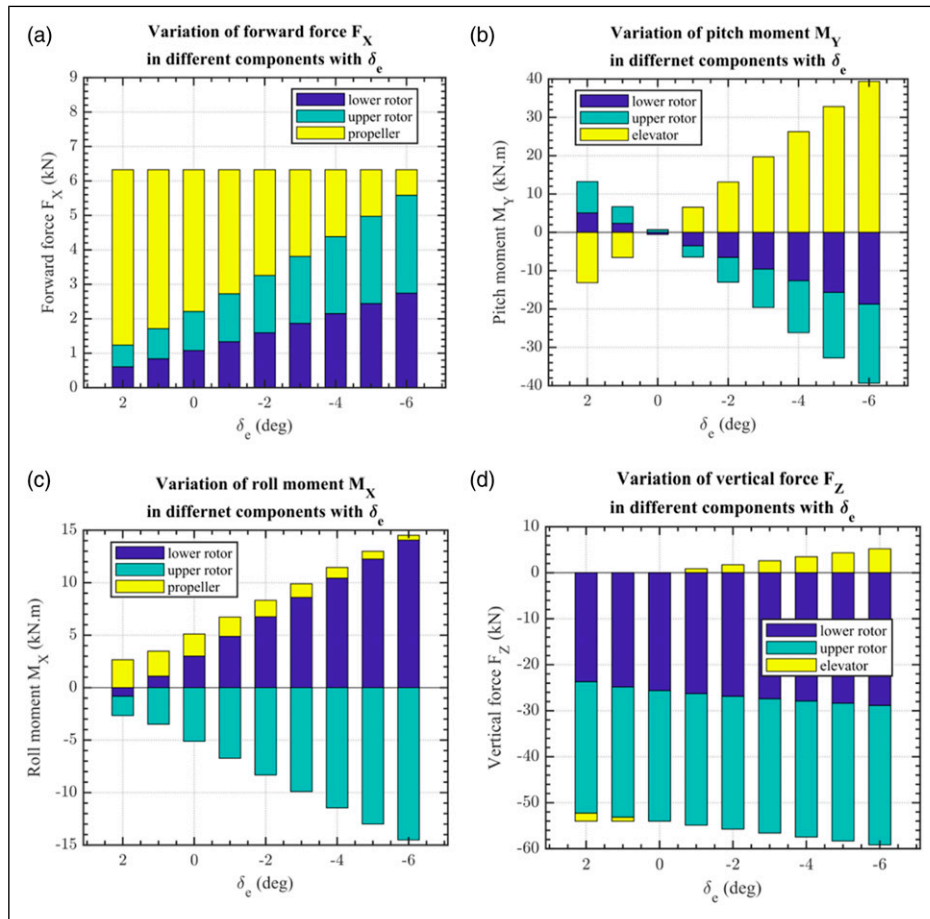 (a)
Variation of forward force F_X
in different components with δ_e
9
8
7
6
5
4
3
2
1
0
Forward force F_X (kN)
lower rotor
upper rotor
propeller
2
0
-2
-4
-6
δ_e (deg)
(b)
Variation of pitch moment M_Y
in differnet components with δ_e
40
30
20
10
0
-10
-20
-30
-40
Pitch moment M_Y (kN.m)
lower rotor
upper rotor
elevator
2
0
-2
-4
-6
δ_e (deg)
(c)
Variation of roll moment M_X
in differnet components with δ_e
15
10
5
0
-5
-10
-15
Roll moment M_X (kN.m)
lower rotor
upper rotor
propeller
2
0
-2
-4
-6
δ_e (deg)
(d)
Variation of vertical force F_Z
in different components with δ_e
10
0
-10
-20
-30
-40
-50
-60
Vertical force F_Z (kN)
lower rotor
upper rotor
elevator
2
0
-2
-4
-6
δ_e (deg)